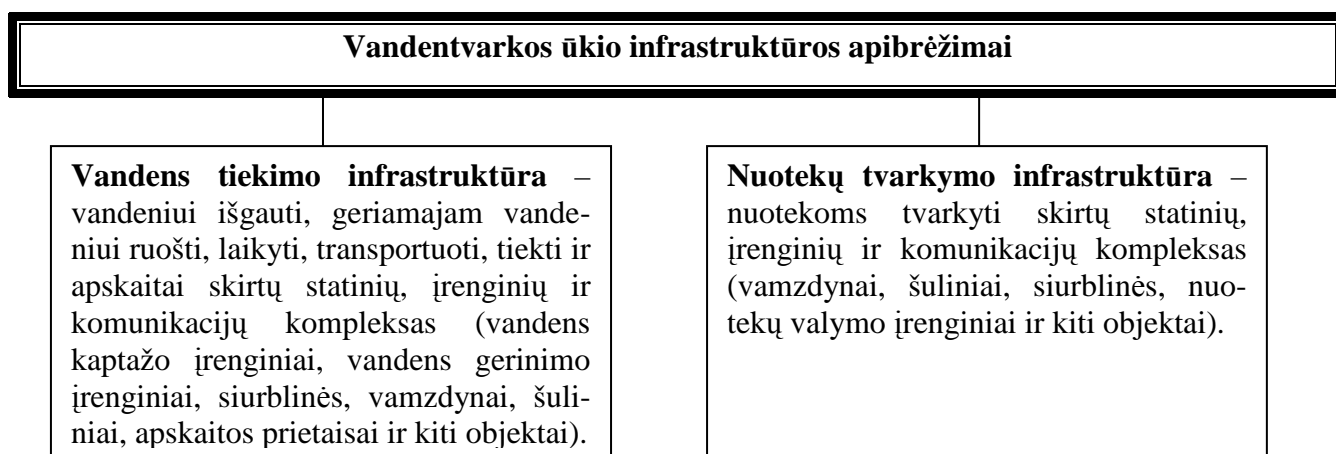 Vandentvarkos ūkio infrastruktūros apibrėžimai
Vandens tiekimo infrastruktūra –
vandeniui išgauti, geriamajam vande-
niui ruošti, laikyti, transportuoti, tiekti ir
apskaitai skirtų statinių, įrenginių ir
komunikacijų kompleksas (vandens
kaptažo įrenginiai, vandens gerinimo
įrenginiai, siurblinės, vamzdynai, šuli-
niai, apskaitos prietaisai ir kiti objektai).
Nuotekų tvarkymo infrastruktūra –
nuotekoms tvarkyti skirtų statinių,
įrenginių ir komunikacijų kompleksas
(vamzdynai, šuliniai, siurblinės, nuo-
tekų valymo įrenginiai ir kiti objektai).